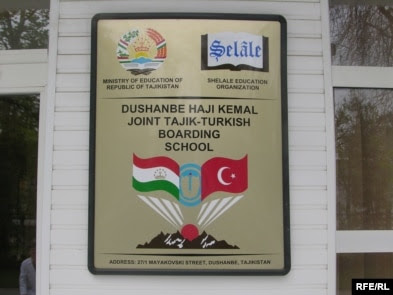 Şelâle
MINISTRY OF EDUCATION OF
REPUBLIC OF TAJIKISTAN
SHELALE EDUCATION
ORGANIZATION
DUSHANBE HAJI KEMAL
JOINT TAJIK-TURKISH
BOARDING
SCHOOL
ADDRESS: 27/1 MAYAKOVSKI STREET, DUSHANBE, TAJIKISTAN
RFE/RL